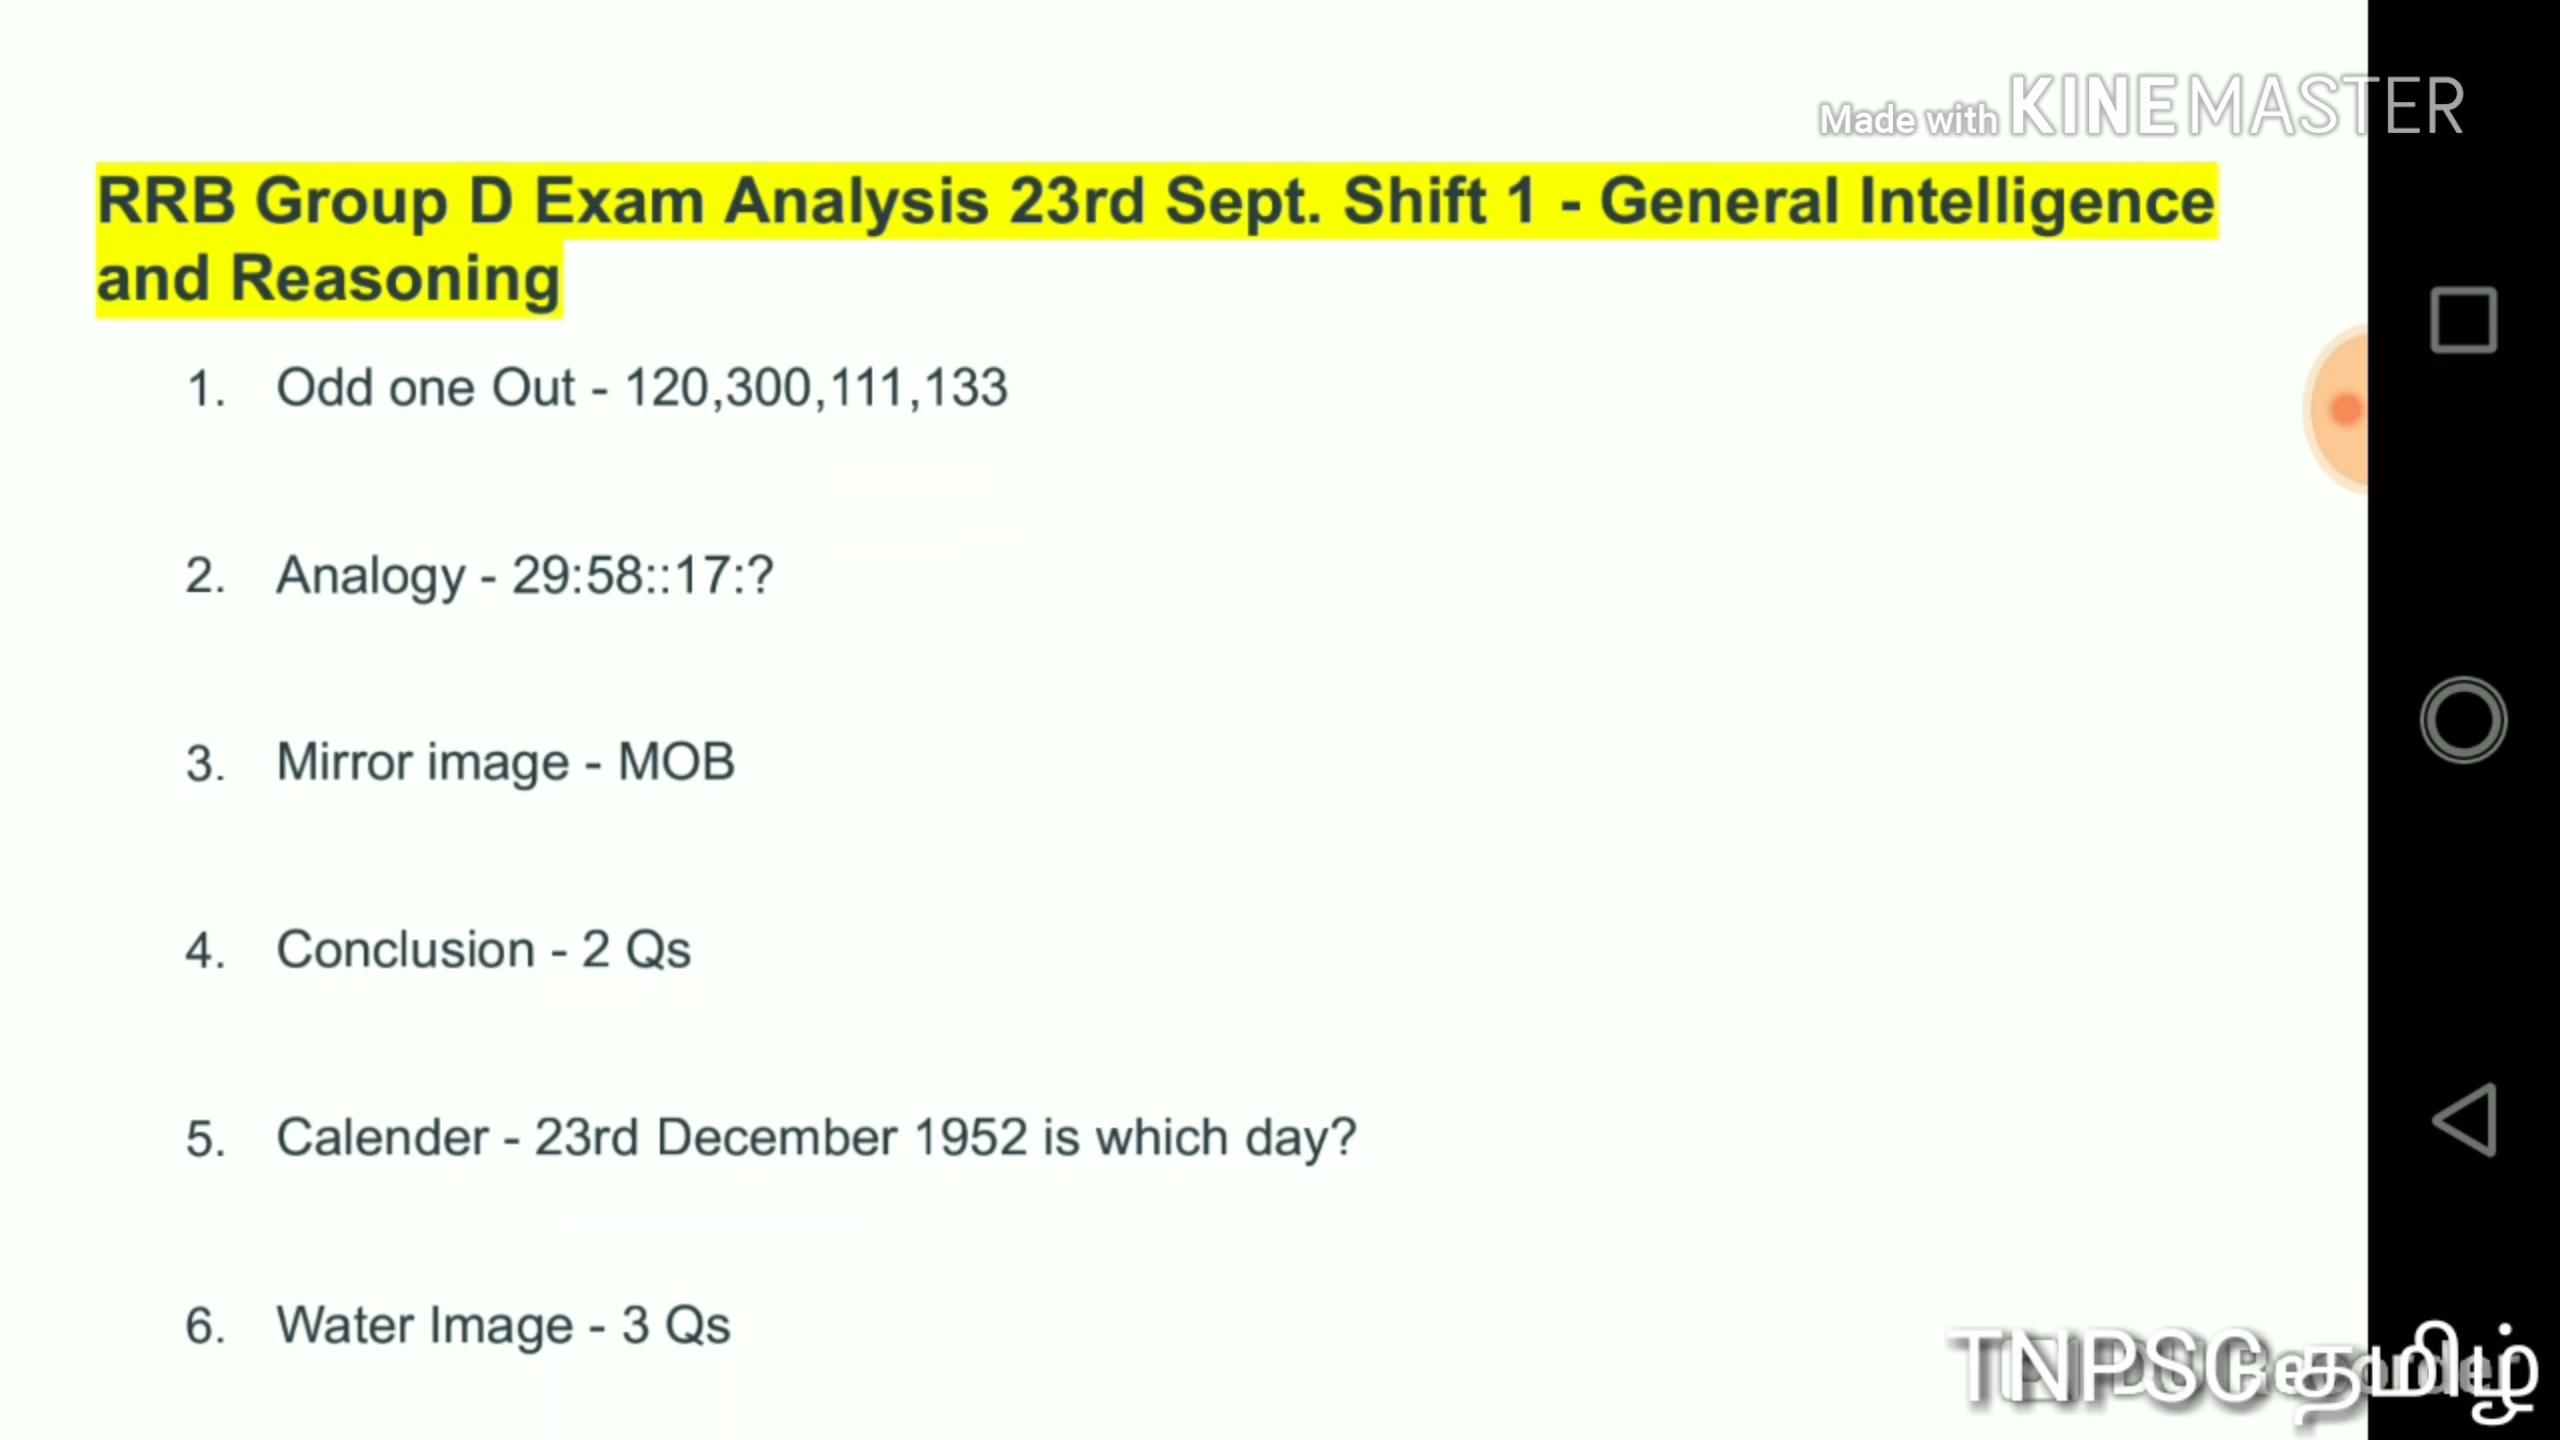 Made with KINEMASTER
RRB Group D Exam Analysis 23rd Sept. Shift 1 - General Intelligence
and Reasoning
1. Odd one Out - 120,300,111,133
2. Analogy - 29:58::17:?
3. Mirror image - MOB
4. Conclusion - 2 Qs
5. Calender - 23rd December 1952 is which day?
6. Water Image - 3 Qs
TNPSC தமிழ்